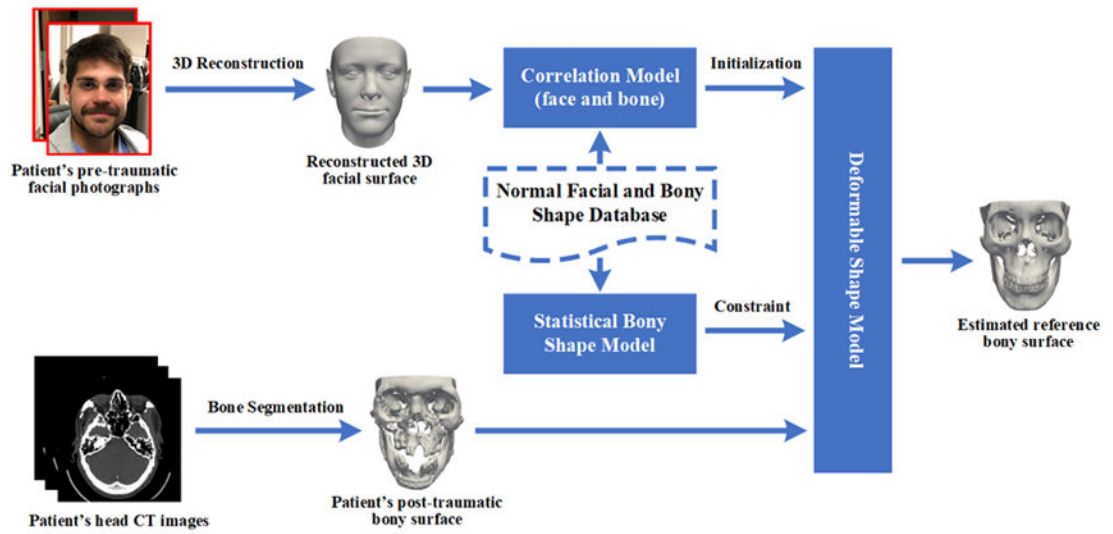 3D Reconstruction
Patient's pre-traumatic
facial photographs
Reconstructed 3D
facial surface
Correlation Model
(face and bone)
Initialization
Normal Facial and Bony
Shape Database
Statistical Bony
Shape Model
Constraint
Deformable Shape Model
Estimated reference
bony surface
Bone Segmentation
Patient's head CT images
Patient's post-traumatic
bony surface